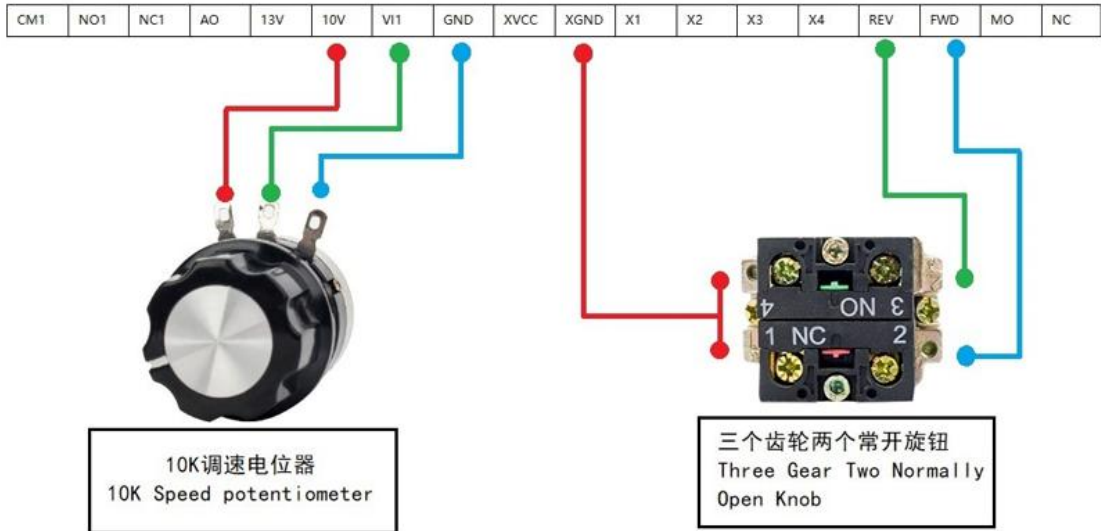 CM1 NO1 NC1 AO 13V 10V VI1 GND XVCC XGND X1 X2 X3 X4 REV FWD MO NC
4 NO 3
1 NC 2
10K调速电位器
10K Speed potentiometer
三个齿轮两个常开旋钮
Three Gear Two Normally
Open Knob